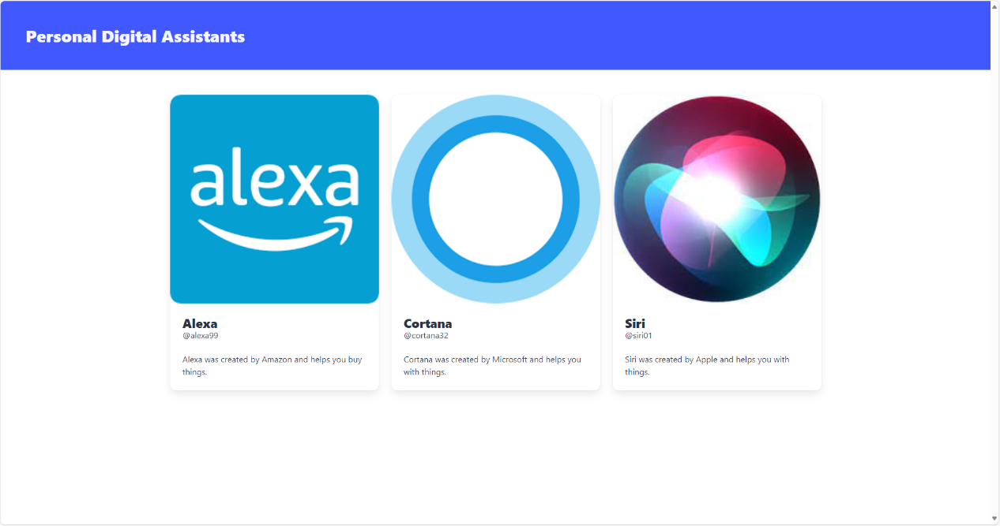 Personal Digital Assistants
alexa
Alexa
@alexa99
Alexa was created by Amazon and helps you buy
things.
Cortana
@cortana32
Cortana was created by Microsoft and helps you
with things.
Siri
@siri01
Siri was created by Apple and helps you with
things.